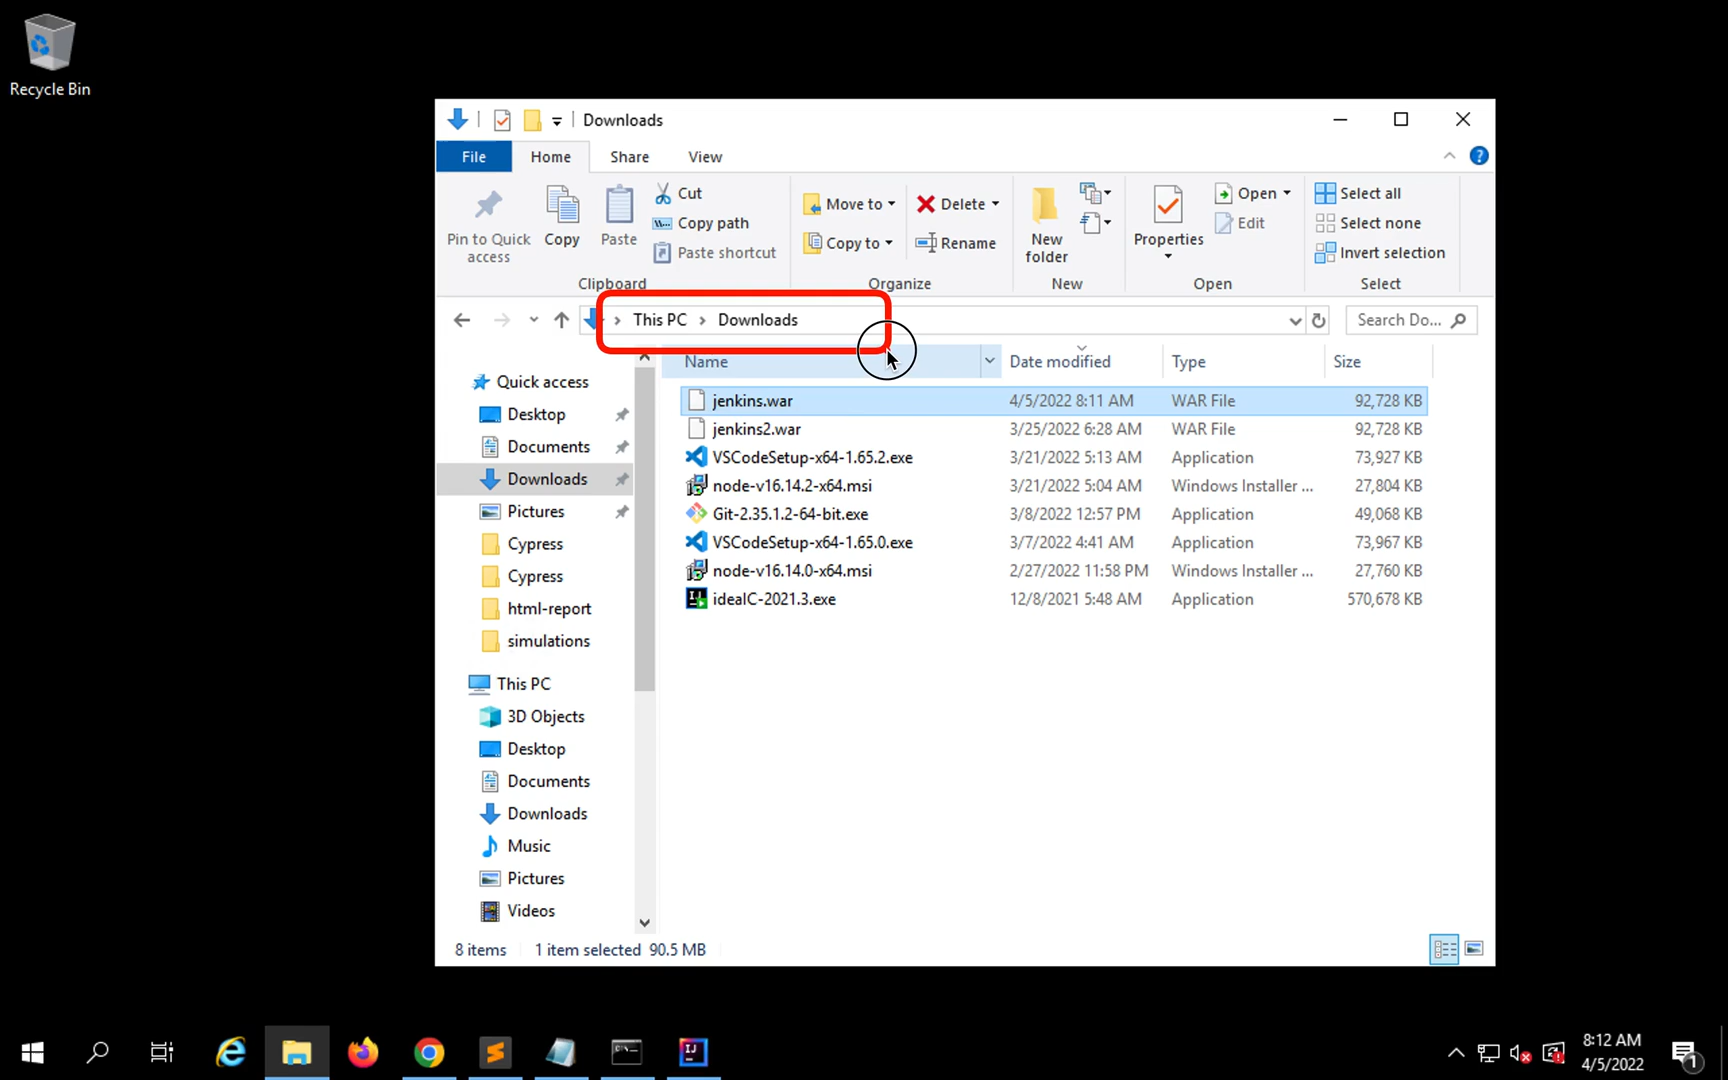 Recycle Bin
Downloads
File Home Share View
Pin to Quick access
Copy
Paste
Cut
Copy path
Paste shortcut
Clipboard
Move to
Copy to
Delete
Rename
Organize
New folder
New
Properties
Open
Edit
Open
Select all
Select none
Invert selection
Select
This PC > Downloads
Search Do...
Name Date modified Type Size
Quick access
Desktop
Documents
Downloads
Pictures
Cypress
Cypress
html-report
simulations
This PC
3D Objects
Desktop
Documents
Downloads
Music
Pictures
Videos
jenkins.war 4/5/2022 8:11 AM WAR File 92,728 KB
jenkins2.war 3/25/2022 6:28 AM WAR File 92,728 KB
VSCodeSetup-x64-1.65.2.exe 3/21/2022 5:13 AM Application 73,927 KB
node-v16.14.2-x64.msi 3/21/2022 5:04 AM Windows Installer ... 27,804 KB
Git-2.35.1.2-64-bit.exe 3/8/2022 12:57 PM Application 49,068 KB
VSCodeSetup-x64-1.65.0.exe 3/7/2022 4:41 AM Application 73,967 KB
node-v16.14.0-x64.msi 2/27/2022 11:58 PM Windows Installer ... 27,760 KB
ideaIC-2021.3.exe 12/8/2021 5:48 AM Application 570,678 KB
8 items 1 item selected 90.5 MB
8:12 AM
4/5/2022
1